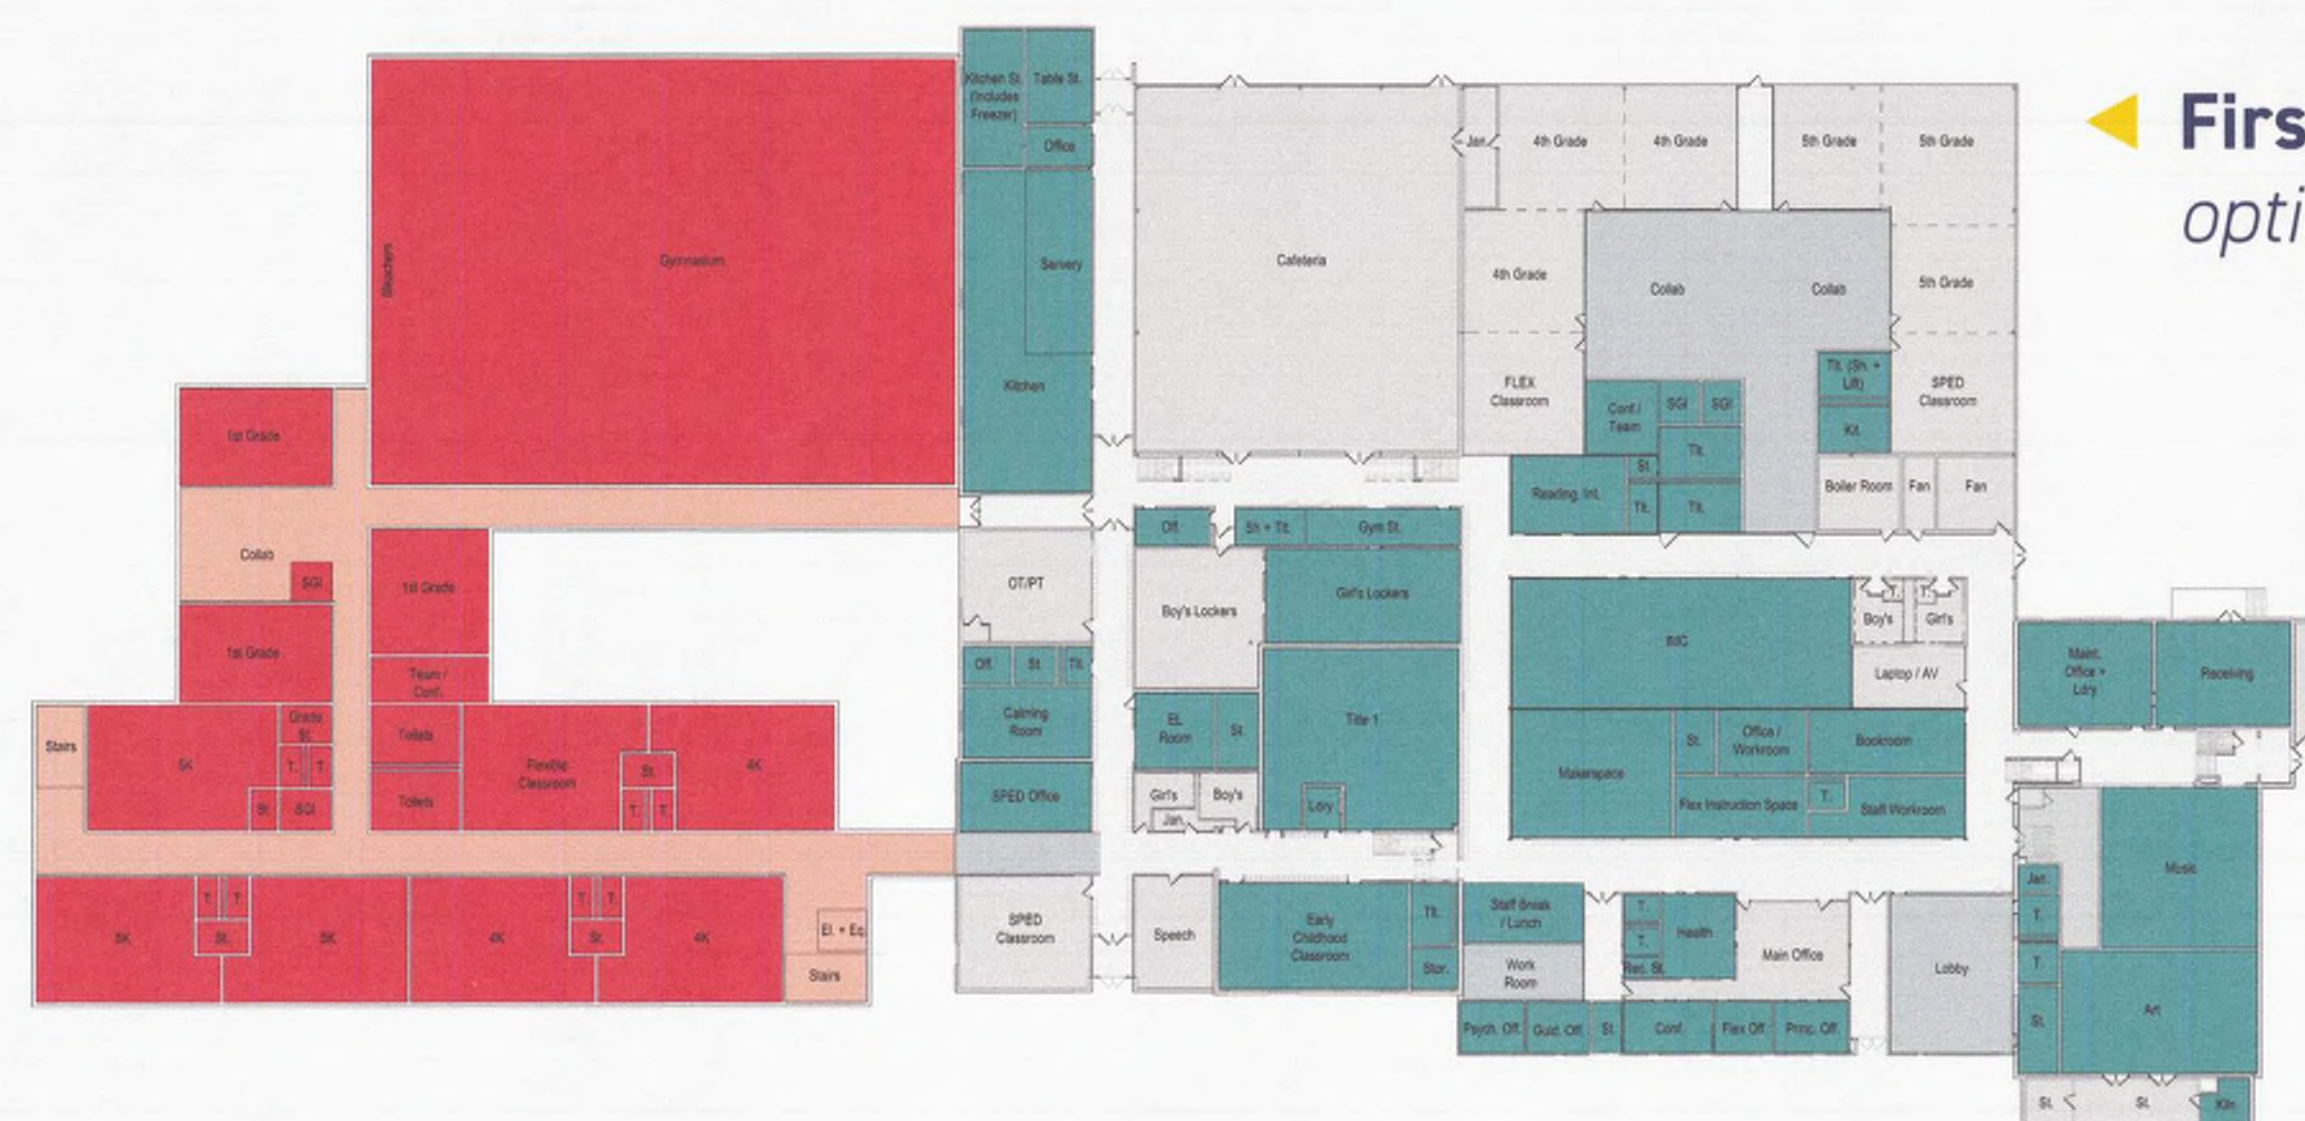 Kitchen St.
(Includes
Freezer)
Table St.
Office
Firs
opti
Jan.
4th Grade
4th Grade
5th Grade
5th Grade
Bleachers
Gymnasium
Servery
Cafeteria
4th Grade
Collab
Collab
5th Grade
Kitchen
FLEX
Classroom
Tlt. (Sh. +
Lift)
SPED
Classroom
Conf./
Team
SGI
SGI
Kit.
1st Grade
Tlt.
St.
Reading. Int.
Tlt.
Tlt.
Boiler Room
Fan
Fan
Off.
Sh + Tlt.
Gym St.
Collab
SGI
1st Grade
OT/PT
Boy's Lockers
Girl's Lockers
IMC
T.
T.
Boy's
Girl's
1st Grade
Team /
Conf.
Off.
St.
Tlt.
Laptop / AV
Maint.
Office +
Ldry
Receiving
Stairs
5K
Grade
St.
T.
T.
St.
SGI
Toilets
Toilets
Flexible
Classroom
St.
T.
T.
4K
Calming
Room
EL
Room
St.
Title 1
St.
Office /
Workroom
Bookroom
Makerspace
SPED Office
Girl's
Boy's
Jan.
Ldry
Flex Instruction Space
T.
Staff Workroom
Music
5K
T.
T.
St.
5K
4K
T.
T.
St.
4K
El. + Eq.
Stairs
SPED
Classroom
Speech
Early
Childhood
Classroom
Tlt.
Stor.
Staff Break
/ Lunch
Work
Room
T.
T.
Rec. St.
Health
Main Office
Lobby
Jan.
T.
T.
St.
Art
Psych. Off.
Guid. Off.
St.
Conf.
Flex Off.
Princ. Off.
St.
St.
Kiln